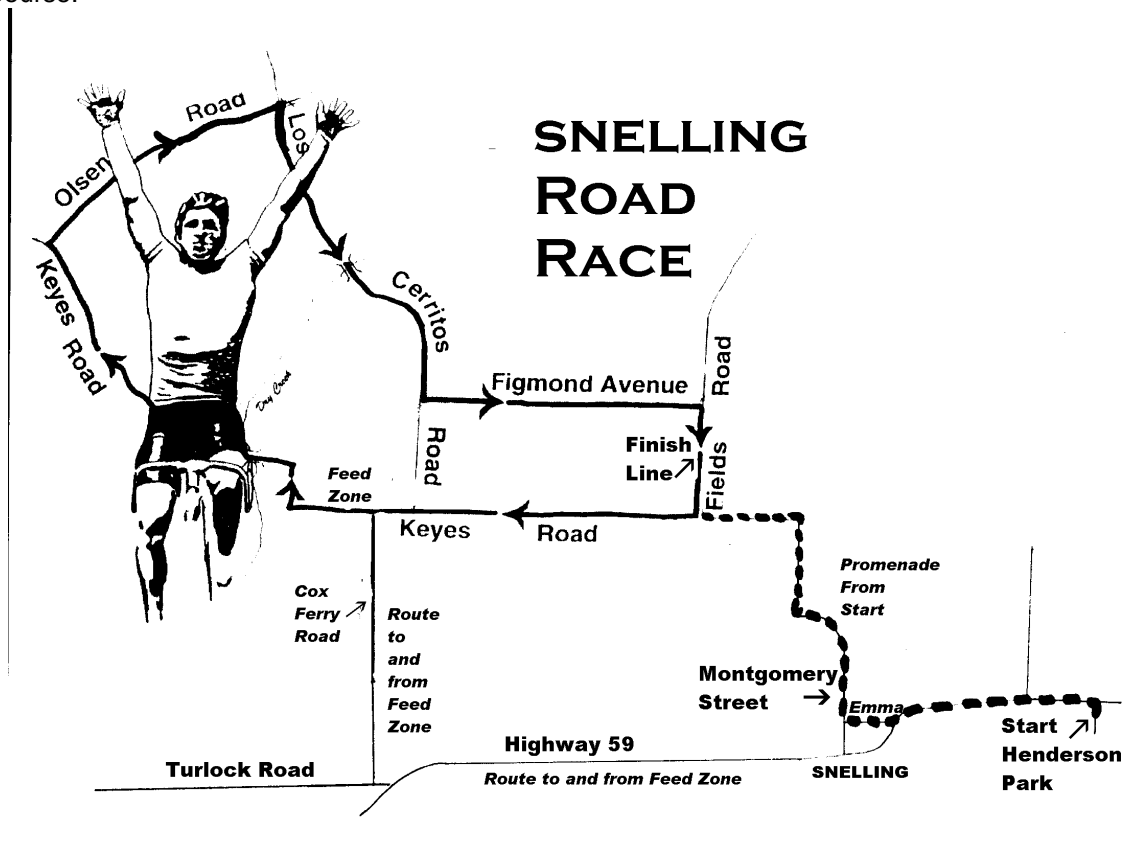 SNELLING
ROAD
RACE
Olsen Road
Los
Cerritos
Road
Keyes ROAD
Dry Creek
Figmond Avenue
Road
Fields
Finish
Line
Feed
Zone
Keyes Road
Cox
Ferry
Road
Route
to
and
from
Feed
Zone
Promenade
From
Start
Montgomery
Street
Emma
Start
Henderson
Park
Highway 59
Route to and from Feed Zone
SNELLING
Turlock Road